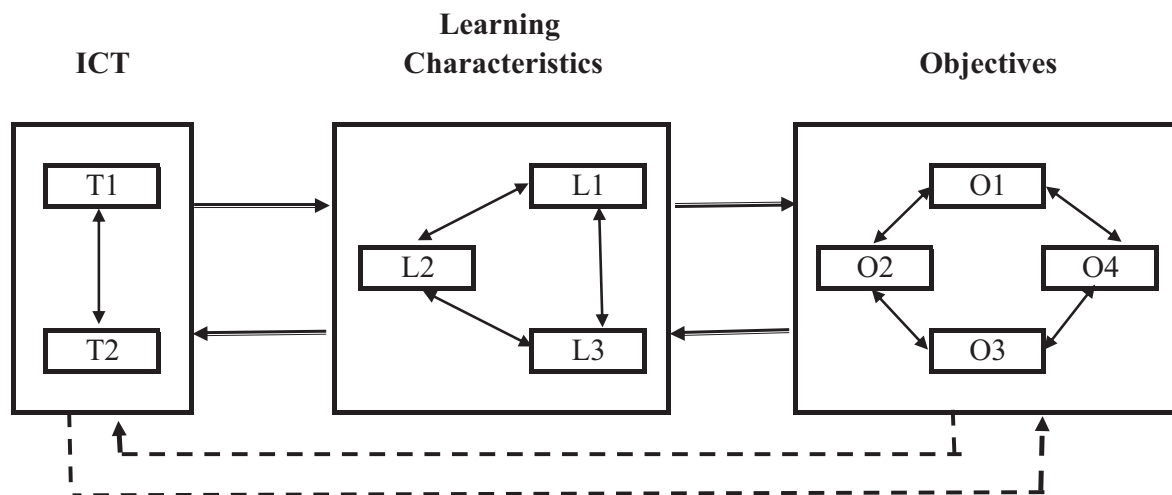 Learning
ICT
Characteristics
Objectives
T1
L1
O1
L2
O2
O4
T2
L3
O3